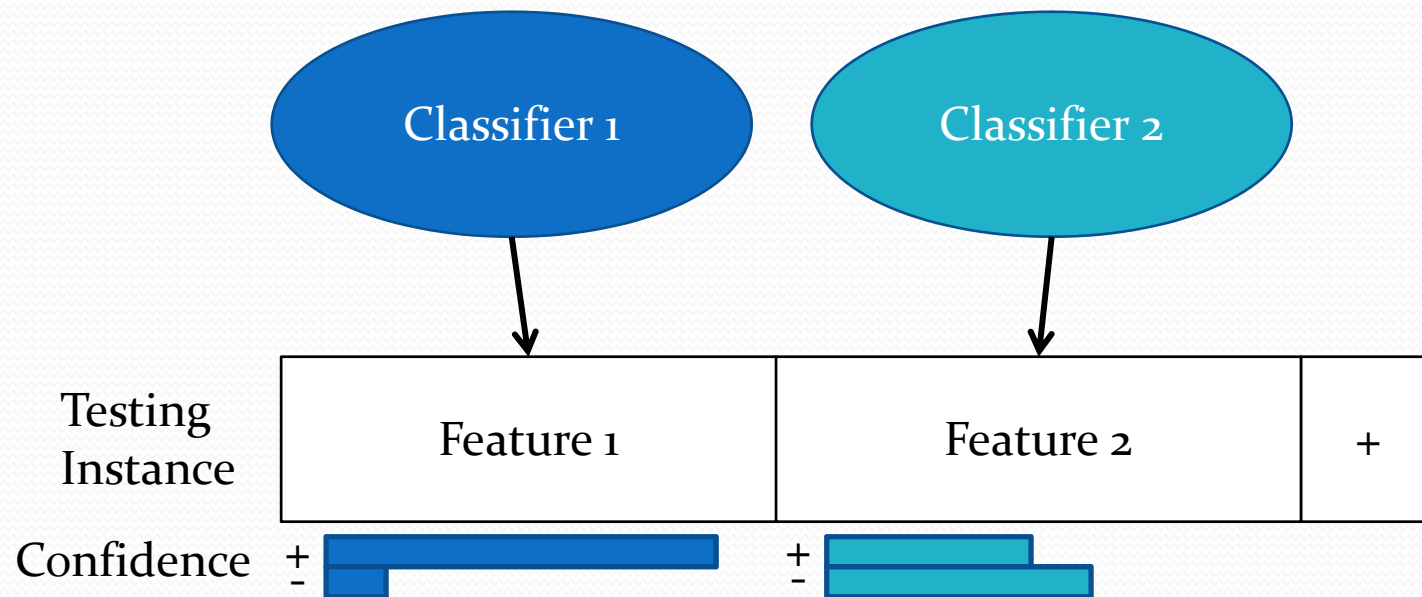 Classifier 1
Classifier 2
Testing
Instance
Feature 1
Feature 2
+
Confidence
+
-
+
-